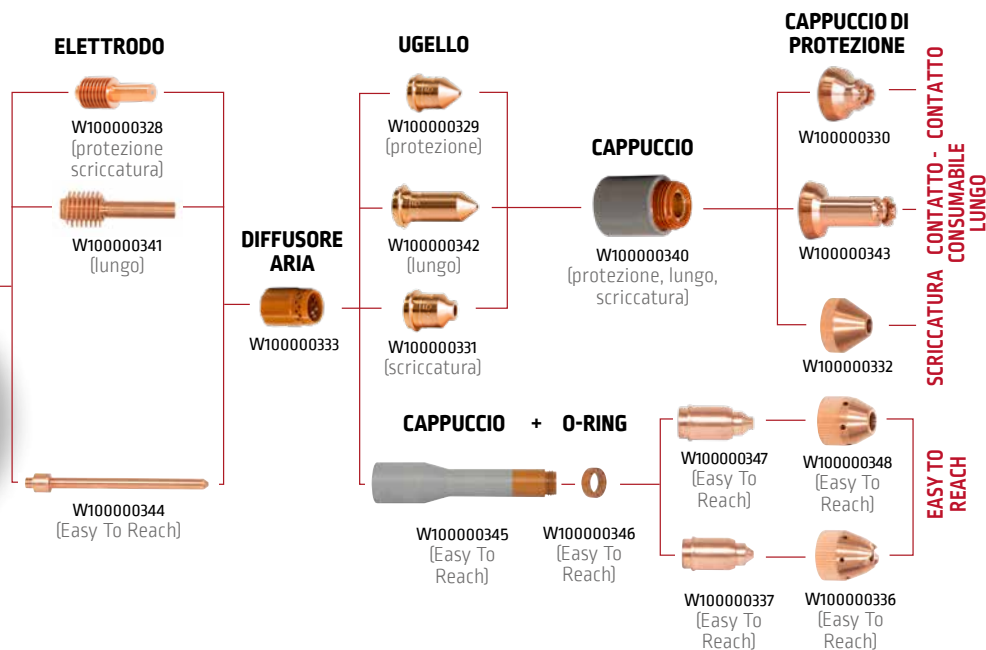 ELETTRODO
W100000328
(protezione
scriccatura)
W100000341
(lungo)
W100000344
(Easy To Reach)
DIFFUSORE
ARIA
W100000333
UGELLO
W100000329
(protezione)
W100000342
(lungo)
W100000331
(scriccatura)
CAPPUCCIO
W100000340
(protezione, lungo,
scriccatura)
CAPPUCCIO DI
PROTEZIONE
W100000330
W100000343
W100000332
CONTATTO
CONTATTO -
CONSUMABILE
LUNGO
SCRICCATURA
CAPPUCCIO + O-RING
W100000345
(Easy To
Reach)
W100000346
(Easy To
Reach)
W100000347
(Easy To
Reach)
W100000348
(Easy To
Reach)
W100000337
(Easy To
Reach)
W100000336
(Easy To
Reach)
EASY TO
REACH